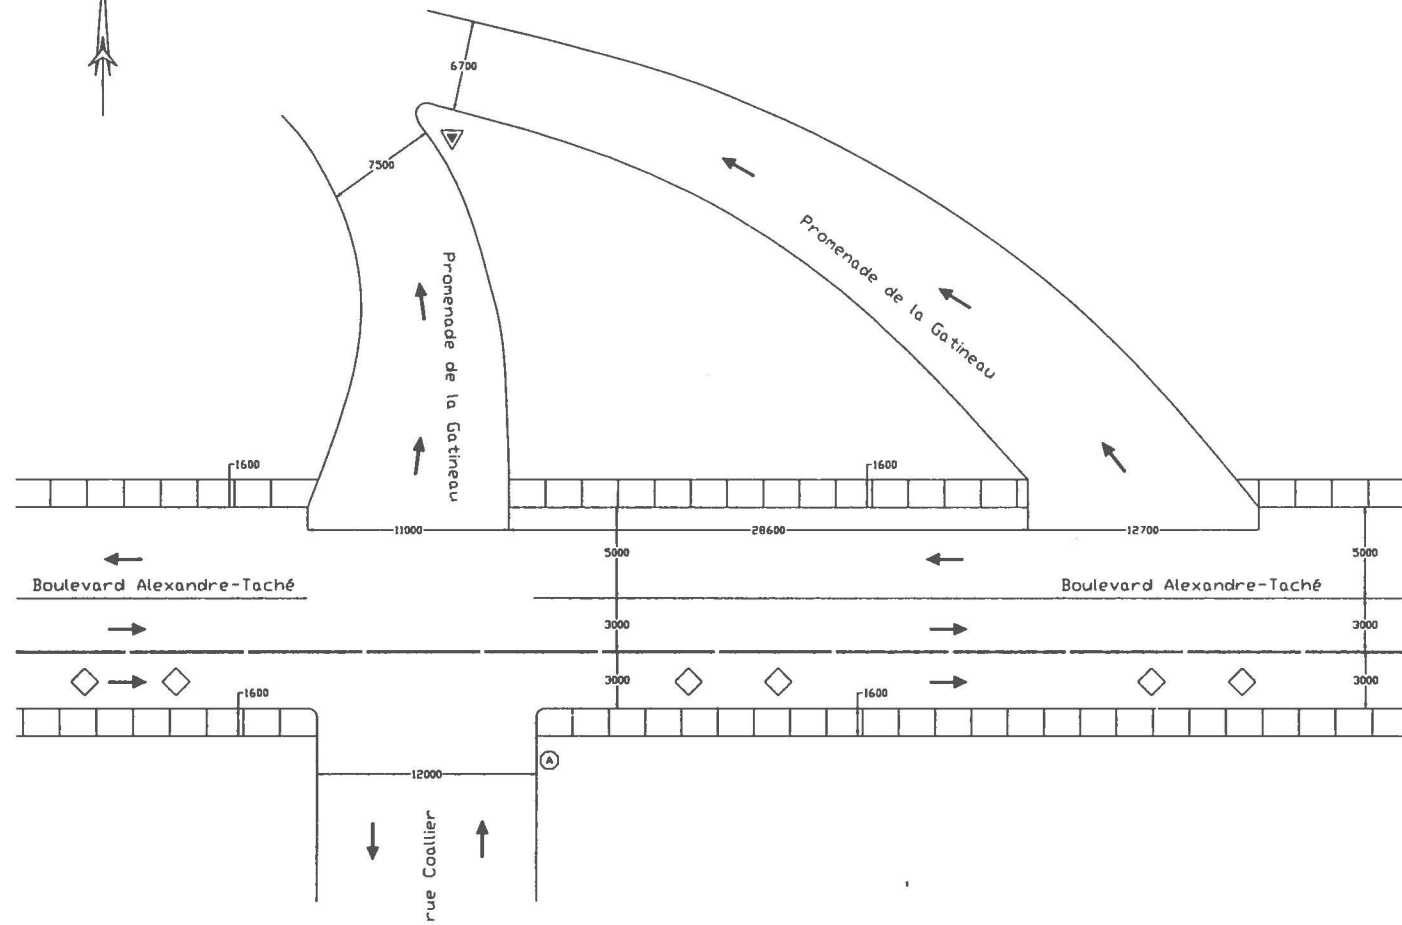 6700
7500
Promenade de la Gatineau
Promenade de la Gatineau
1600
1600
11000
28600
12700
5000
5000
Boulevard Alexandre-Taché
Boulevard Alexandre-Taché
3000
3000
3000
3000
1600
1600
A
12000
rue Coallier